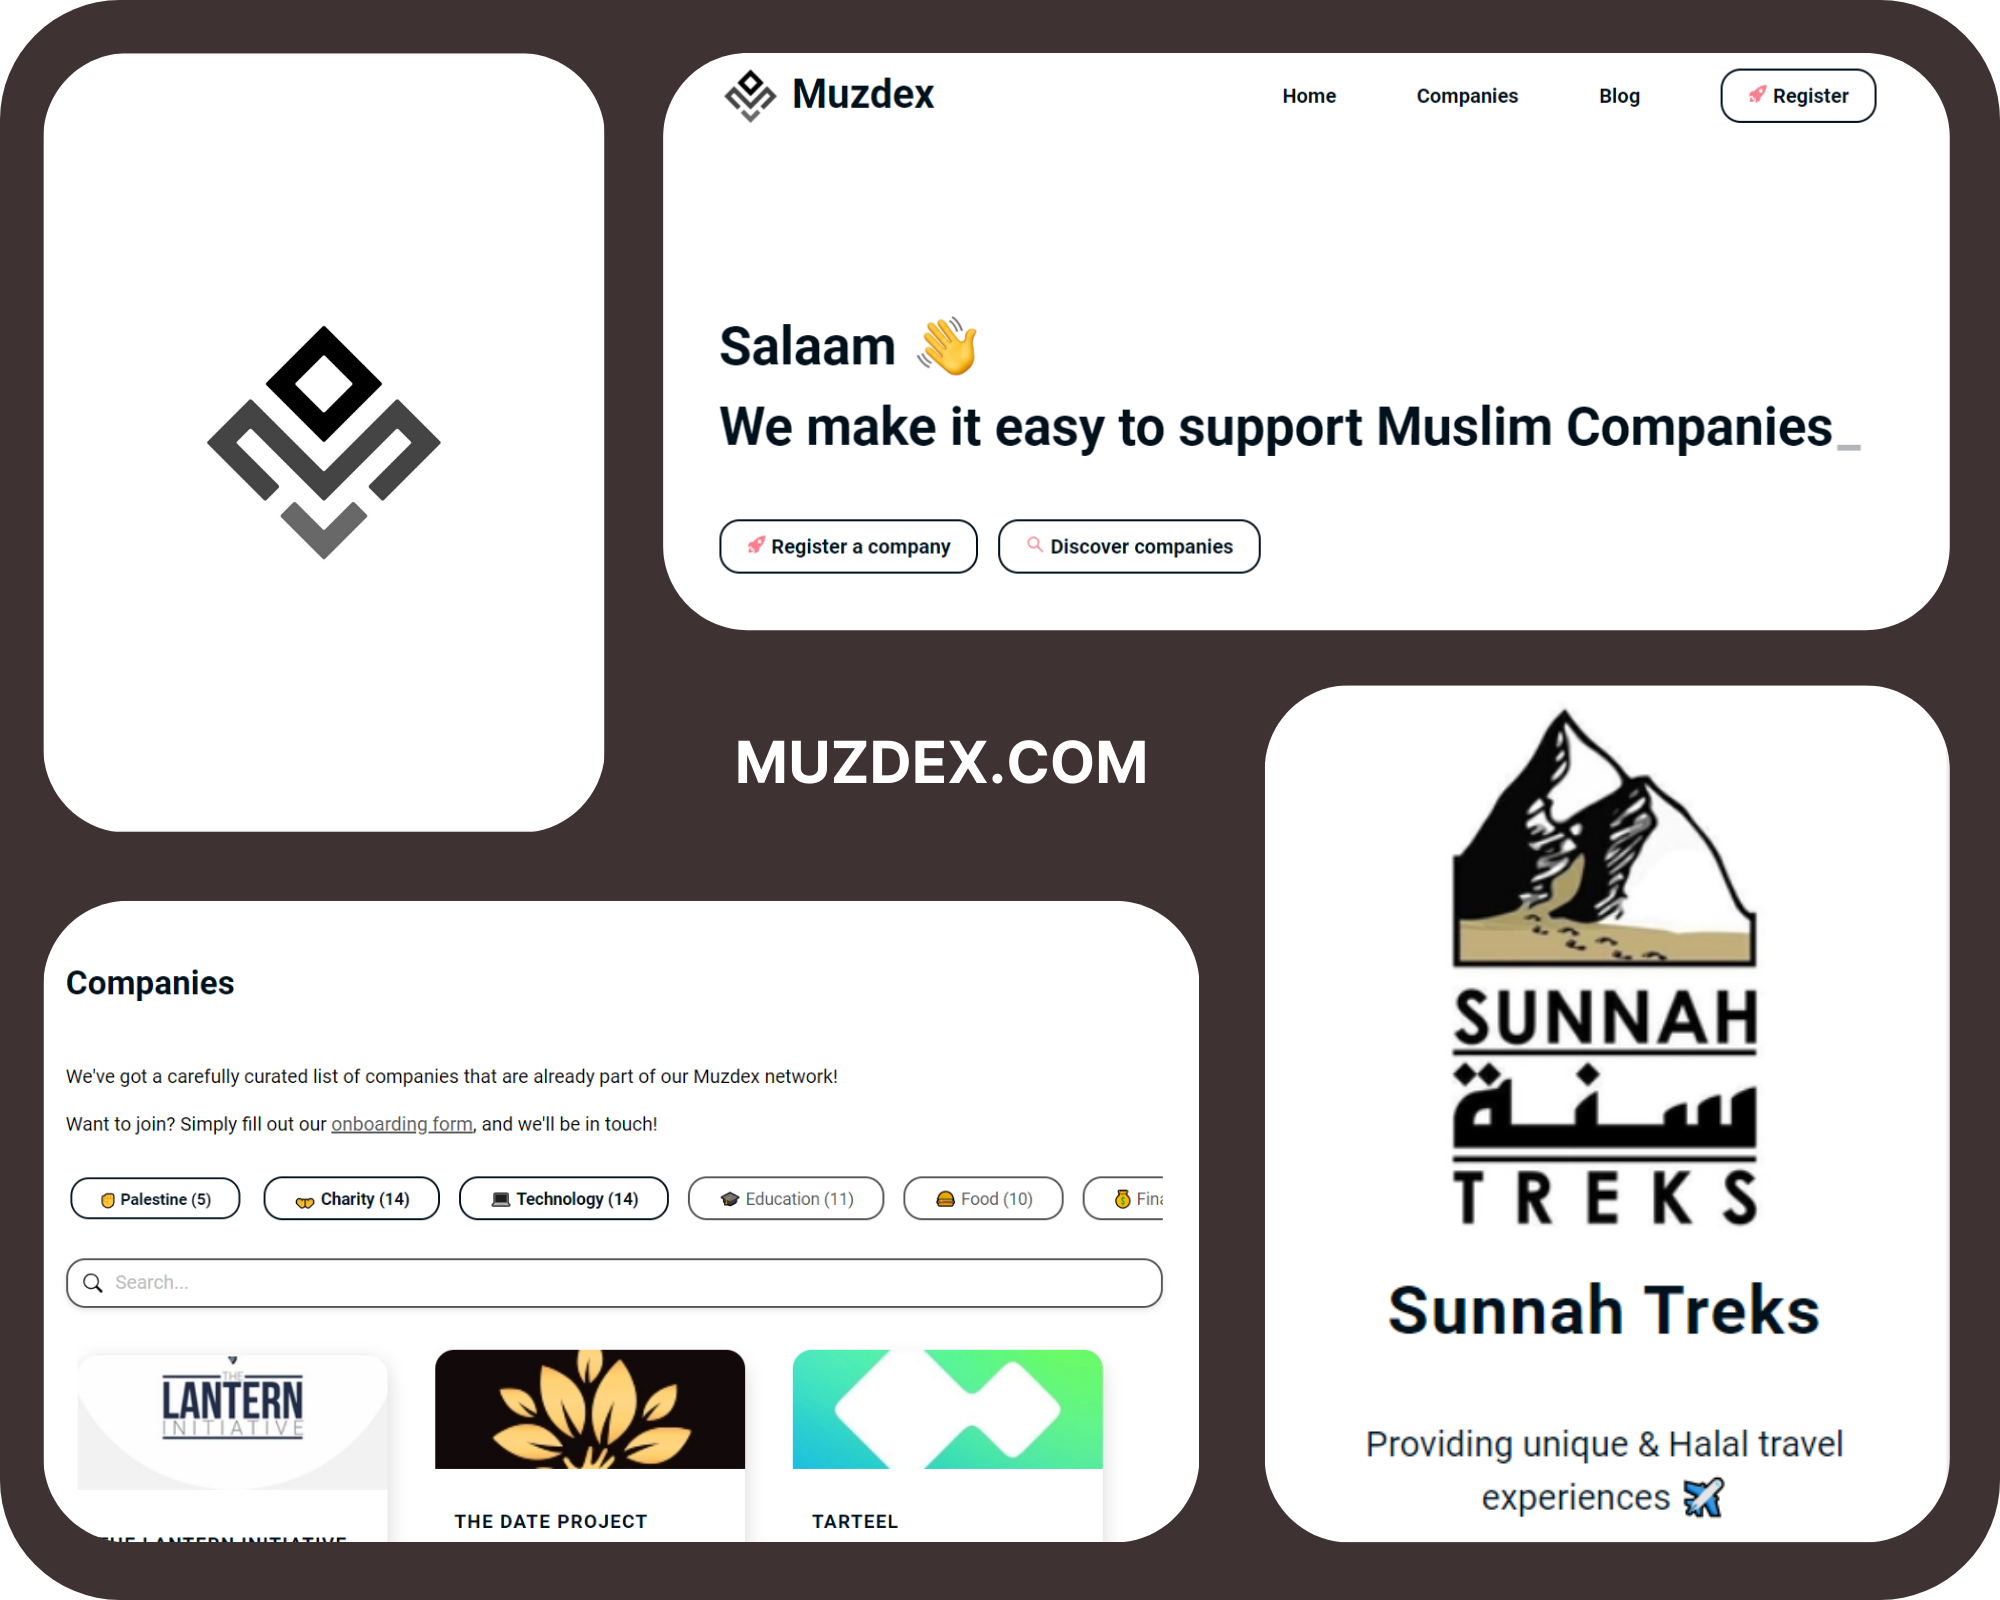 Muzdex
Home
Companies
Blog
Register
Salaam
We make it easy to support Muslim Companies_
Register a company
Discover companies
MUZDEX.COM
SUNNAH
سنة
TREKS
Sunnah Treks
Providing unique & Halal travel
experiences
Companies
We've got a carefully curated list of companies that are already part of our Muzdex network!
Want to join? Simply fill out our onboarding form, and we'll be in touch!
Palestine (5)
Charity (14)
Technology (14)
Education (11)
Food (10)
Search...
THE
LANTERN
INITIATIVE
THE DATE PROJECT
TARTEEL
THE LANTERN INITIATIVE